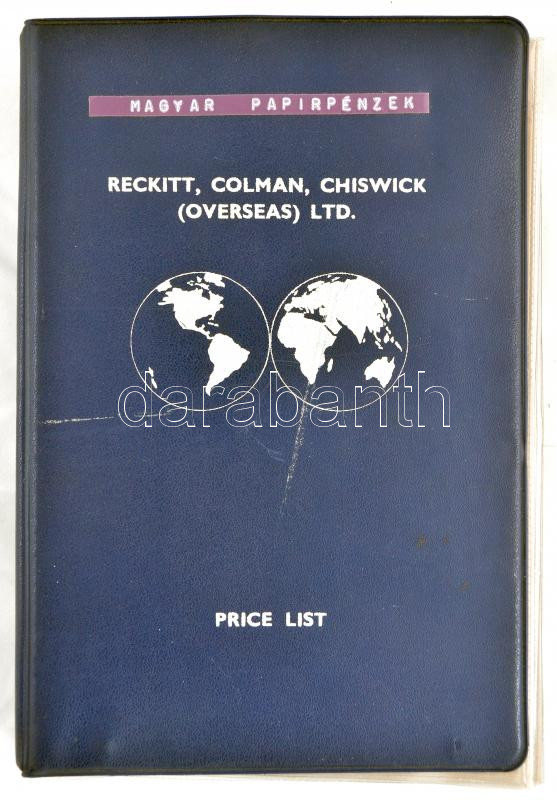 MAGYAR PAPIRPÉNZEK
RECKITT, COLMAN, CHISWICK
(OVERSEAS) LTD.
darabanth
PRICE LIST